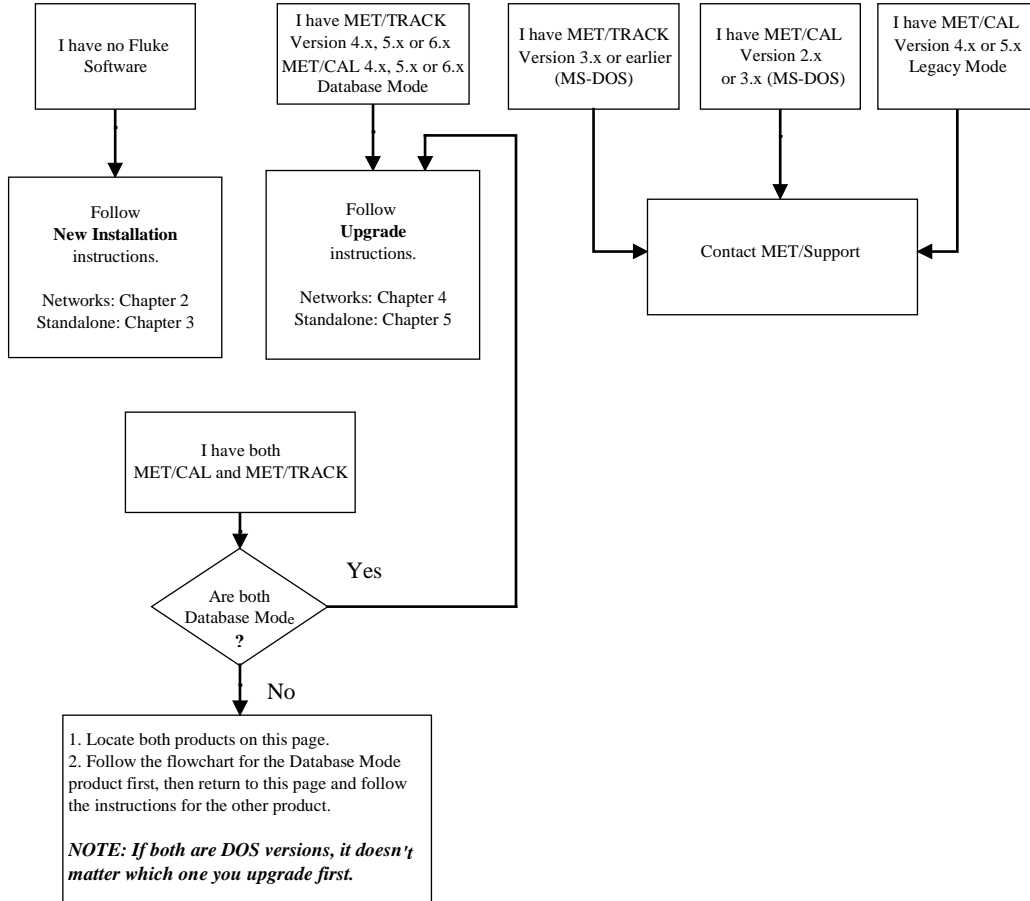 I have no Fluke
Software
I have MET/TRACK
Version 4.x, 5.x or 6.x
MET/CAL 4.x, 5.x or 6.x
Database Mode
I have MET/TRACK
Version 3.x or earlier
(MS-DOS)
I have MET/CAL
Version 2.x
or 3.x (MS-DOS)
I have MET/CAL
Version 4.x or 5.x
Legacy Mode
Follow
New Installation
instructions.
Networks: Chapter 2
Standalone: Chapter 3
Follow
Upgrade
instructions.
Networks: Chapter 4
Standalone: Chapter 5
Contact MET/Support
I have both
MET/CAL and MET/TRACK
Are both
Database Mode
?
Yes
No
1. Locate both products on this page.
2. Follow the flowchart for the Database Mode
product first, then return to this page and follow
the instructions for the other product.
NOTE: If both are DOS versions, it doesn't
matter which one you upgrade first.